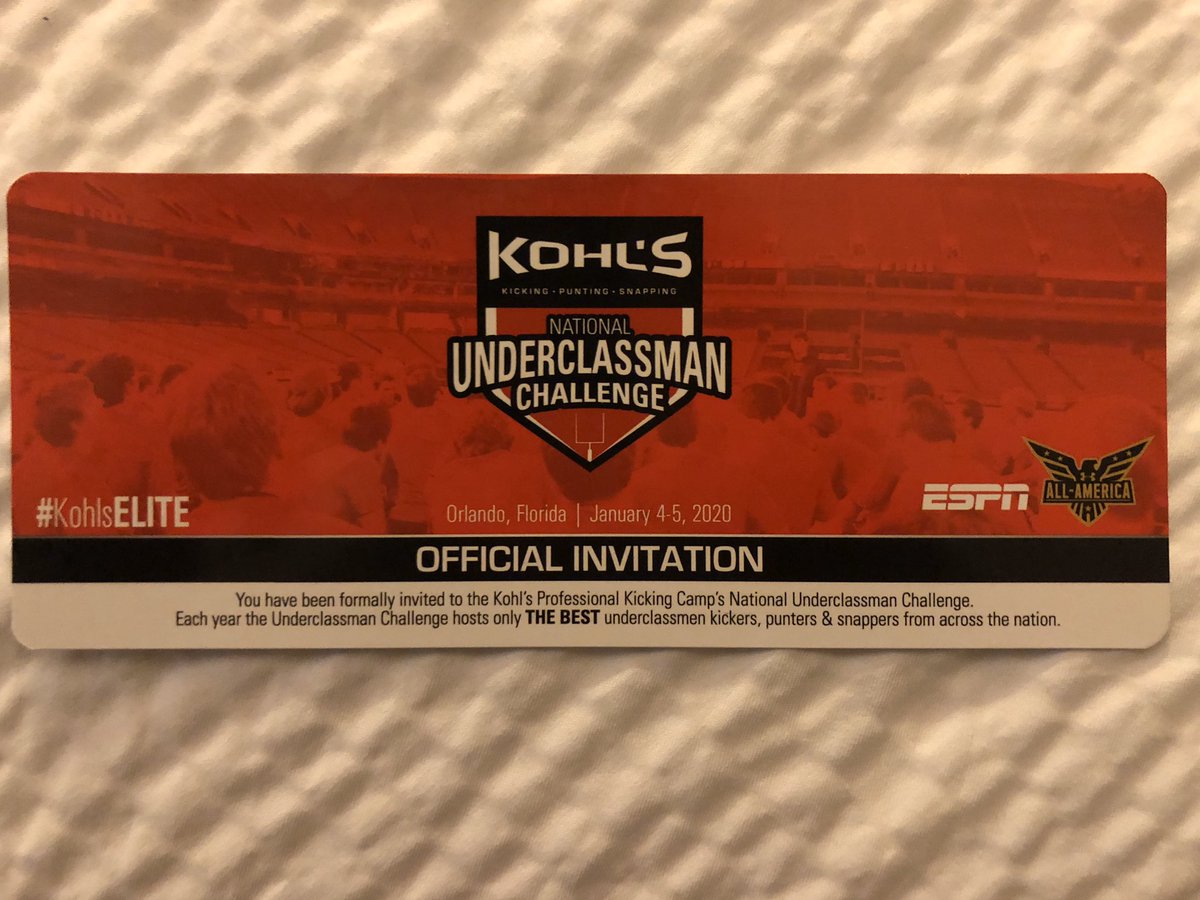 KOHL'S
KICKING • PUNTING • SNAPPING
NATIONAL
UNDERCLASSMAN
CHALLENGE
#KohlsELITE
Orlando, Florida | January 4-5, 2020
ESPN
ALL-AMERICA
OFFICIAL INVITATION
You have been formally invited to the Kohl's Professional Kicking Camp's National Underclassman Challenge.
Each year the Underclassman Challenge hosts only THE BEST underclassmen kickers, punters & snappers from across the nation.